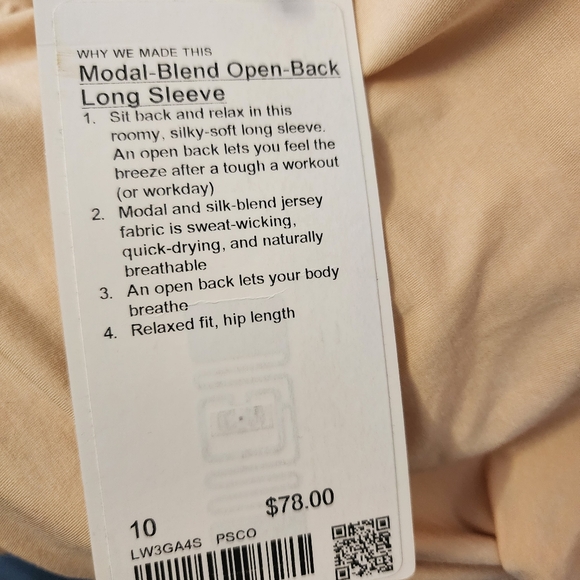 WHY WE MADE THIS
Modal-Blend Open-Back
Long Sleeve
1. Sit back and relax in this
roomy, silky-soft long sleeve.
An open back lets you feel the
breeze after a tough a workout
(or workday)
2. Modal and silk-blend jersey
fabric is sweat-wicking,
quick-drying, and naturally
breathable
3. An open back lets your body
breathe
4. Relaxed fit, hip length
10 $78.00
LW3GA4S PSCO